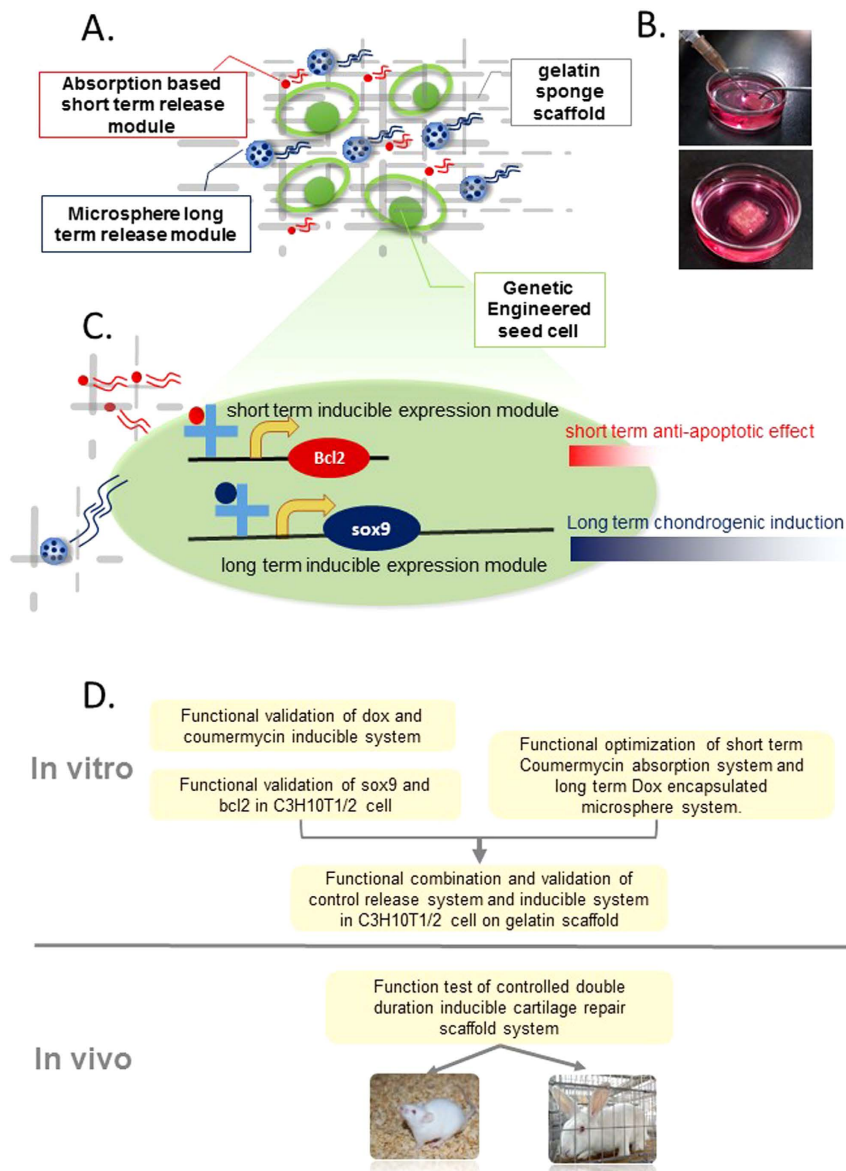 A.
B.
Absorption based
short term release
module
gelatin
sponge
scaffold
Microsphere long
term release module
Genetic
Engineered
seed cell
C.
short term inducible expression module
Bcl2
short term anti-apoptotic effect
sox9
Long term chondrogenic induction
long term inducible expression module
D.
In vitro
Functional validation of dox and
coumermycin inducible system
Functional validation of sox9 and
bcl2 in C3H10T1/2 cell
Functional optimization of short term
Coumermycin absorption system and
long term Dox encapsulated
microsphere system.
Functional combination and validation of
control release system and inducible system
in C3H10T1/2 cell on gelatin scaffold
In vivo
Function test of controlled double
duration inducible cartilage repair
scaffold system